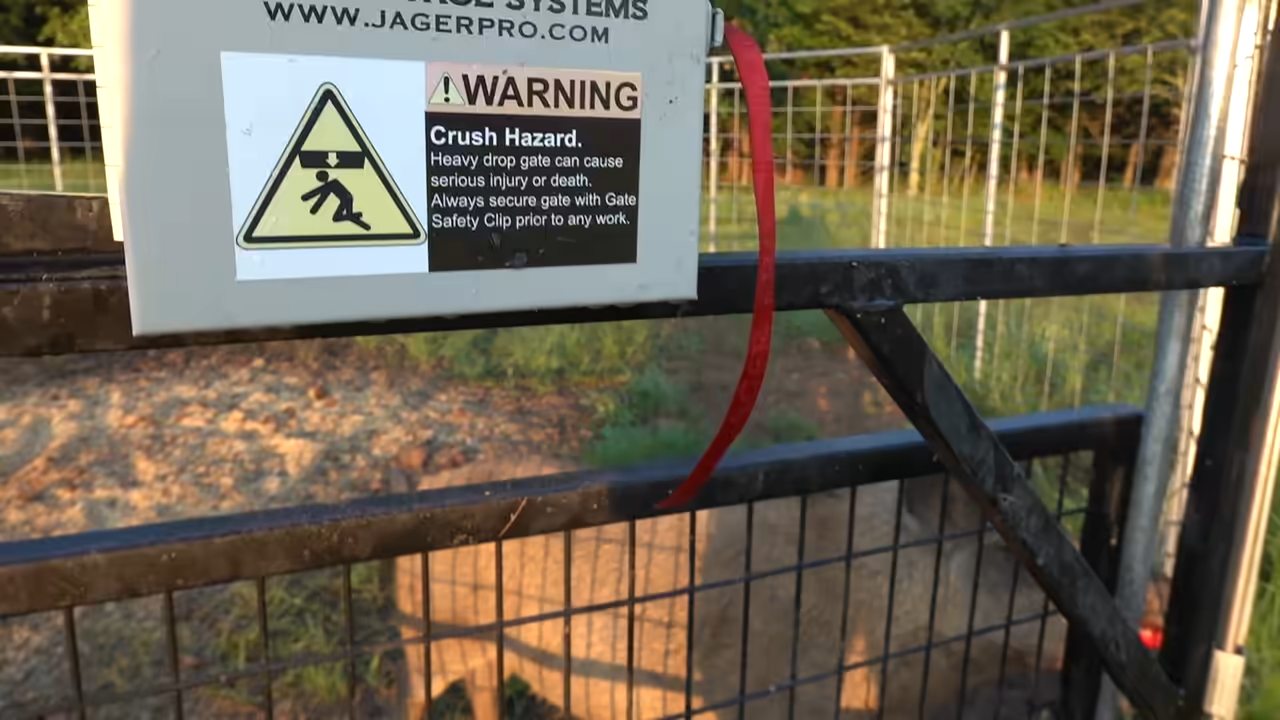 SYSTEMS
WWW.JAGERPRO.COM
WARNING
Crush Hazard.
Heavy drop gate can cause
serious injury or death.
Always secure gate with Gate
Safety Clip prior to any work.